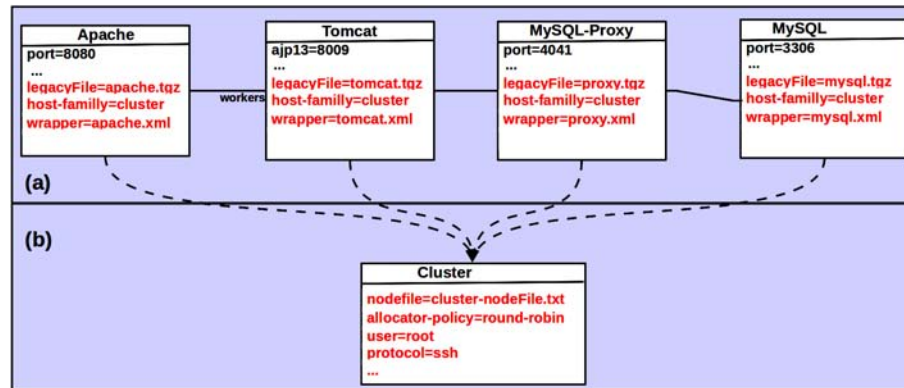 Apache
port=8080
...
legacyFile=apache.tgz
host-familly=cluster
wrapper=apache.xml
workers
Tomcat
ajp13=8009
...
legacyFile=tomcat.tgz
host-familly=cluster
wrapper=tomcat.xml
MySQL-Proxy
port=4041
...
legacyFile=proxy.tgz
host-familly=cluster
wrapper=proxy.xml
MySQL
port=3306
...
legacyFile=mysql.tgz
host-familly=cluster
wrapper=mysql.xml
(a)
(b)
Cluster
nodefile=cluster-nodeFile.txt
allocator-policy=round-robin
user=root
protocol=ssh
...